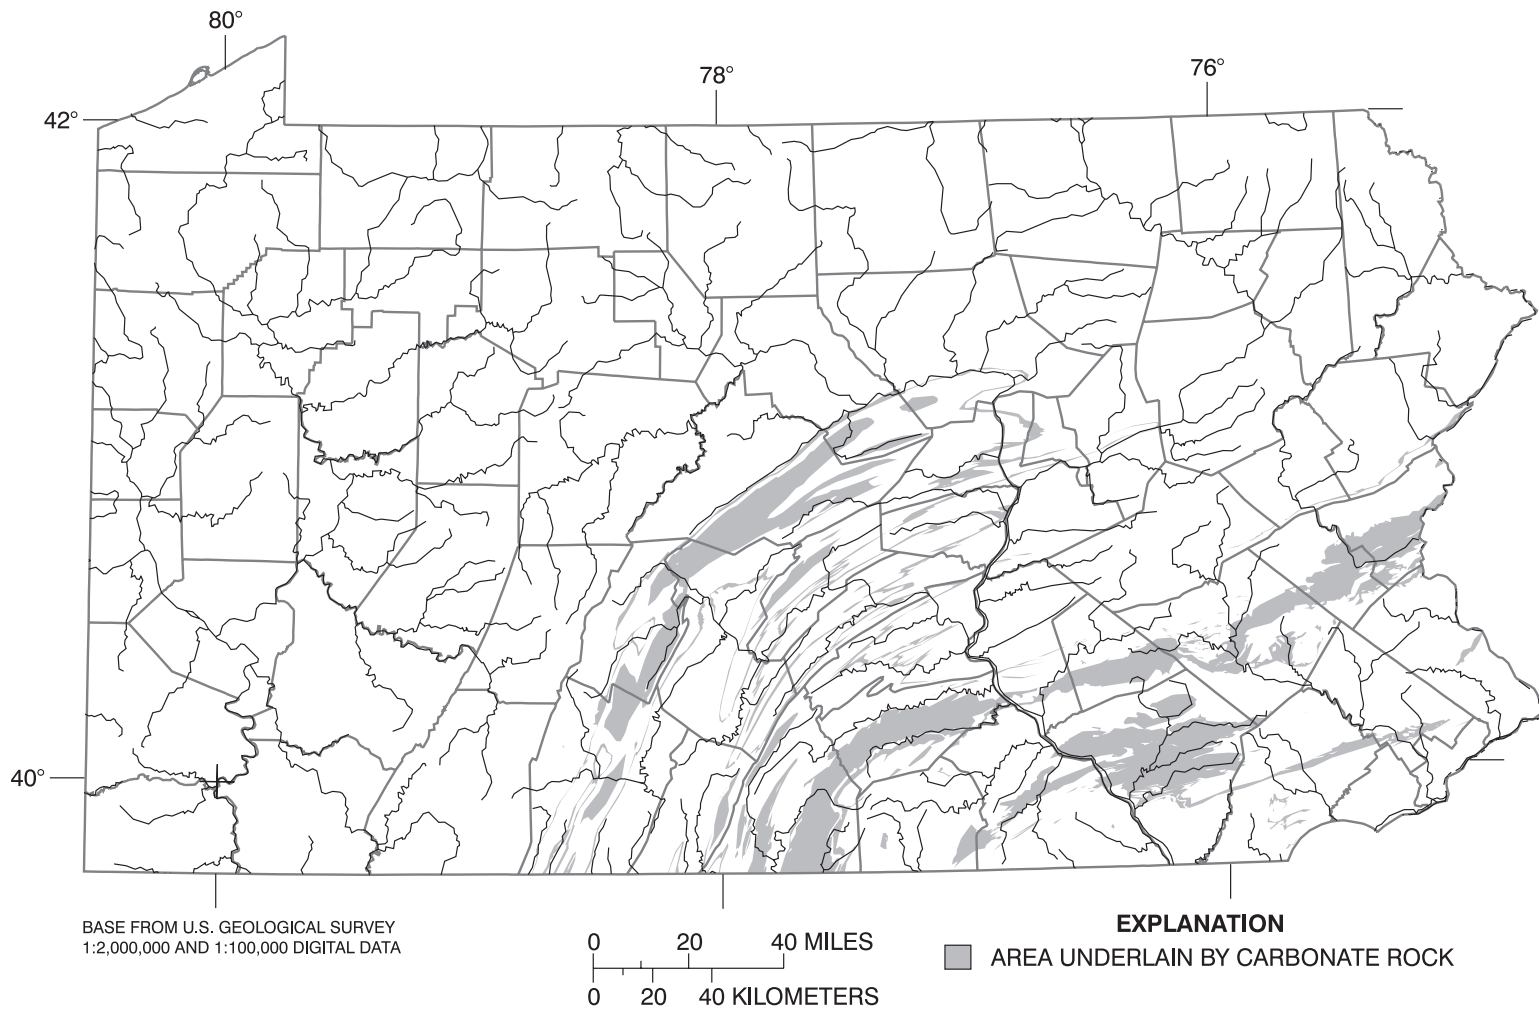 80°
78°
76°
42°
40°
BASE FROM U.S. GEOLOGICAL SURVEY
1:2,000,000 AND 1:100,000 DIGITAL DATA
0 20 40 MILES
0 20 40 KILOMETERS
EXPLANATION
AREA UNDERLAIN BY CARBONATE ROCK